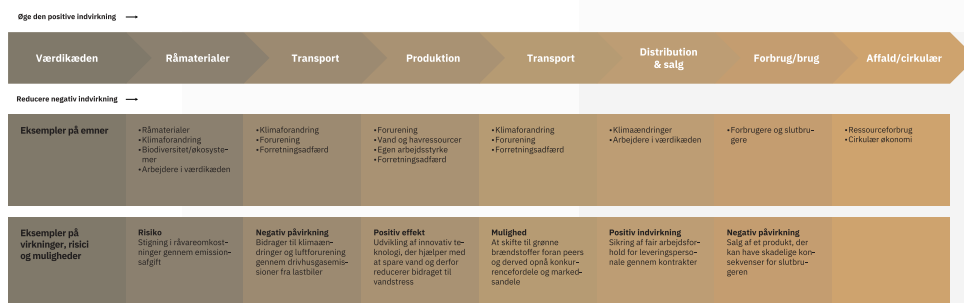 Øge den positive indvirkning
Værdikæden
Råmaterialer
Transport
Produktion
Transport
Distribution
& salg
Forbrug/brug
Affald/cirkulær
Reducere negativ indvirkning
Eksempler på emner
•Råmaterialer
•Klimaforandring
•Biodiversitet/økosyste-
mer
•Arbejdere i værdikæden
•Klimaforandring
•Forurening
•Forretningsadfærd
•Forurening
•Vand og havressourcer
•Egen arbejdsstyrke
•Forretningsadfærd
•Klimaforandring
•Forurening
•Forretningsadfærd
•Klimaændringer
•Arbejdere i værdikæden
•Forbrugere og slutbru-
gere
•Ressourceforbrug
•Cirkulær økonomi
Eksempler på
virkninger, risici
og muligheder
Risiko
Stigning i råvareomkost-
ninger gennem emission-
safgift
Negativ påvirkning
Bidrager til klimaæn-
dringer og luftforurening
gennem drivhusgasemis-
sioner fra lastbiler
Positiv effekt
Udvikling af innovativ te-
knologi, der hjælper med
at spare vand og derfor
reducerer bidraget til
vandstress
Mulighed
At skifte til grønne
brændstoffer foran peers
og derved opnå konkur-
rencefordele og marked-
sandele
Positiv indvirkning
Sikring af fair arbejdsfor-
hold for leveringsperso-
nale gennem kontrakter
Negativ påvirkning
Salg af et produkt, der
kan have skadelige kon-
sekvenser for slutbru-
geren